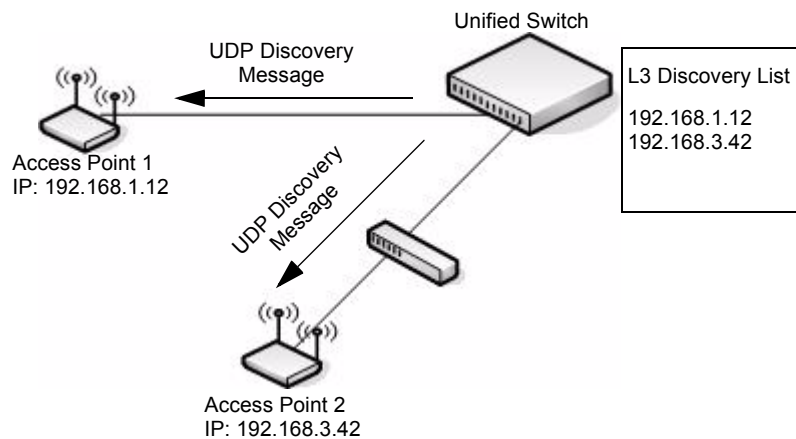 Unified Switch
UDP Discovery
Message
L3 Discovery List
192.168.1.12
192.168.3.42
Access Point 1
IP: 192.168.1.12
UDP Discovery
Message
Access Point 2
IP: 192.168.3.42